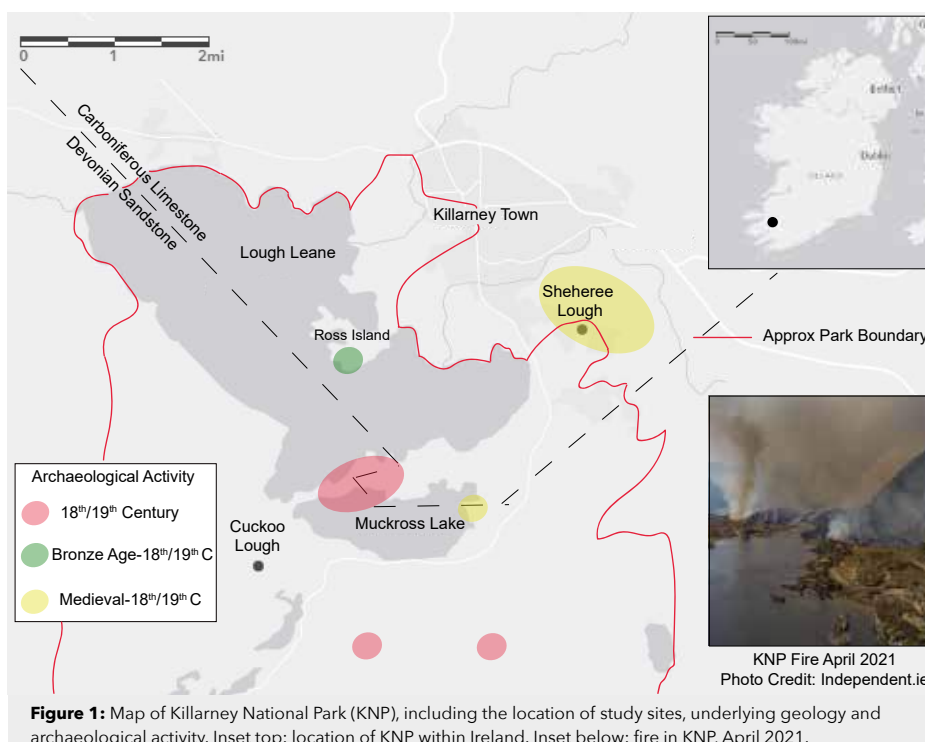 0 1 2mi
Carboniferous Limestone
Devonian Sandstone
Lough Leane
Killarney Town
Ross Island
Sheheree
Lough
Approx Park Boundary
Belfast
Dublin
Archaeological Activity
18th/19th Century
Bronze Age-18th/19th C
Medieval-18th/19th C
Cuckoo
Lough
Muckross Lake
KNP Fire April 2021
Photo Credit: Independent.ie
Figure 1: Map of Killarney National Park (KNP), including the location of study sites, underlying geology and
archaeological activity. Inset top: location of KNP within Ireland. Inset below: fire in KNP, April 2021.